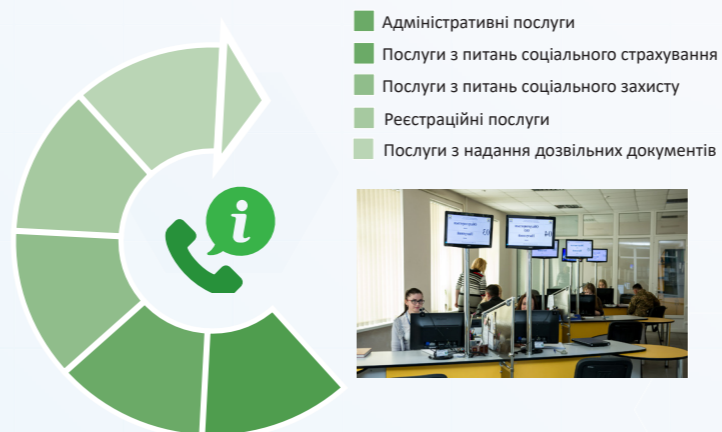 Адміністративні послуги
Послуги з питань соціального страхування
Послуги з питань соціального захисту
Реєстраційні послуги
Послуги з надання дозвільних документів
i